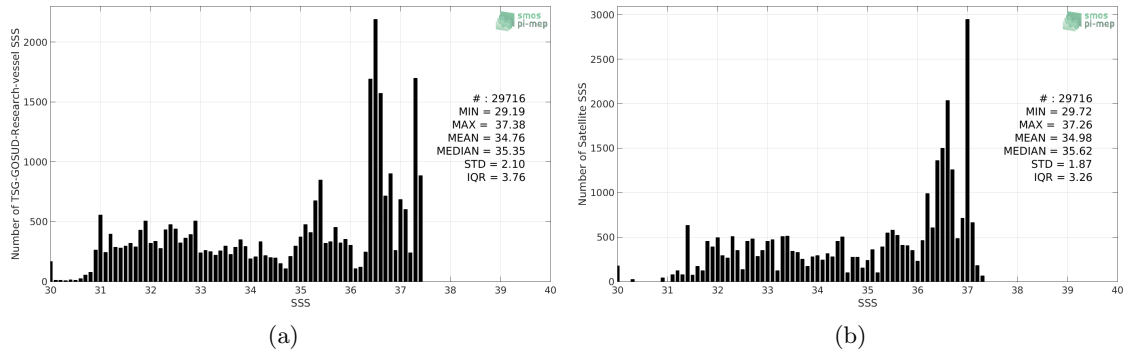 smos
pi-mep
Number of TSG-GOSUD-Research-vessel SSS
2000
1500
1000
500
0
# : 29716
MIN = 29.19
MAX = 37.38
MEAN = 34.76
MEDIAN = 35.35
STD = 2.10
IQR = 3.76
30 31 32 33 34 35 36 37 38 39 40
SSS
(a)
smos
pi-mep
Number of Satellite SSS
3000
2500
2000
1500
1000
500
0
# : 29716
MIN = 29.72
MAX = 37.26
MEAN = 34.98
MEDIAN = 35.62
STD = 1.87
IQR = 3.26
30 31 32 33 34 35 36 37 38 39 40
SSS
(b)